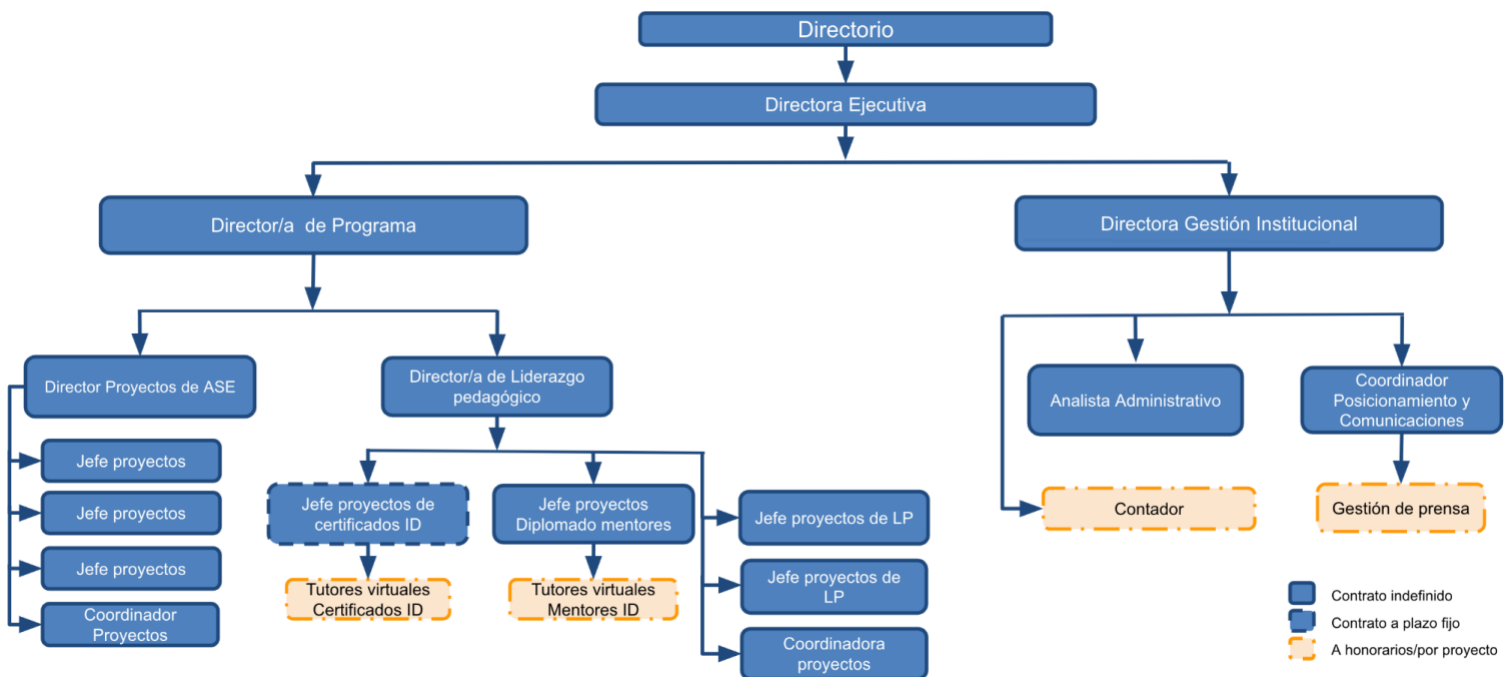 Directorio
Directora Ejecutiva
Director/a de Programa
Directora Gestión Institucional
Director Proyectos de ASE
Director/a de Liderazgo
pedagógico
Analista Administrativo
Coordinador
Posicionamiento y
Comunicaciones
Jefe proyectos
Jefe proyectos
Jefe proyectos
Coordinador
Proyectos
Jefe proyectos de
certificados ID
Jefe proyectos
Diplomado mentores
Jefe proyectos de LP
Contador
Gestión de prensa
Tutores virtuales
Certificados ID
Tutores virtuales
Mentores ID
Jefe proyectos de
LP
Coordinadora
proyectos
Contrato indefinido
Contrato a plazo fijo
A honorarios/por proyecto